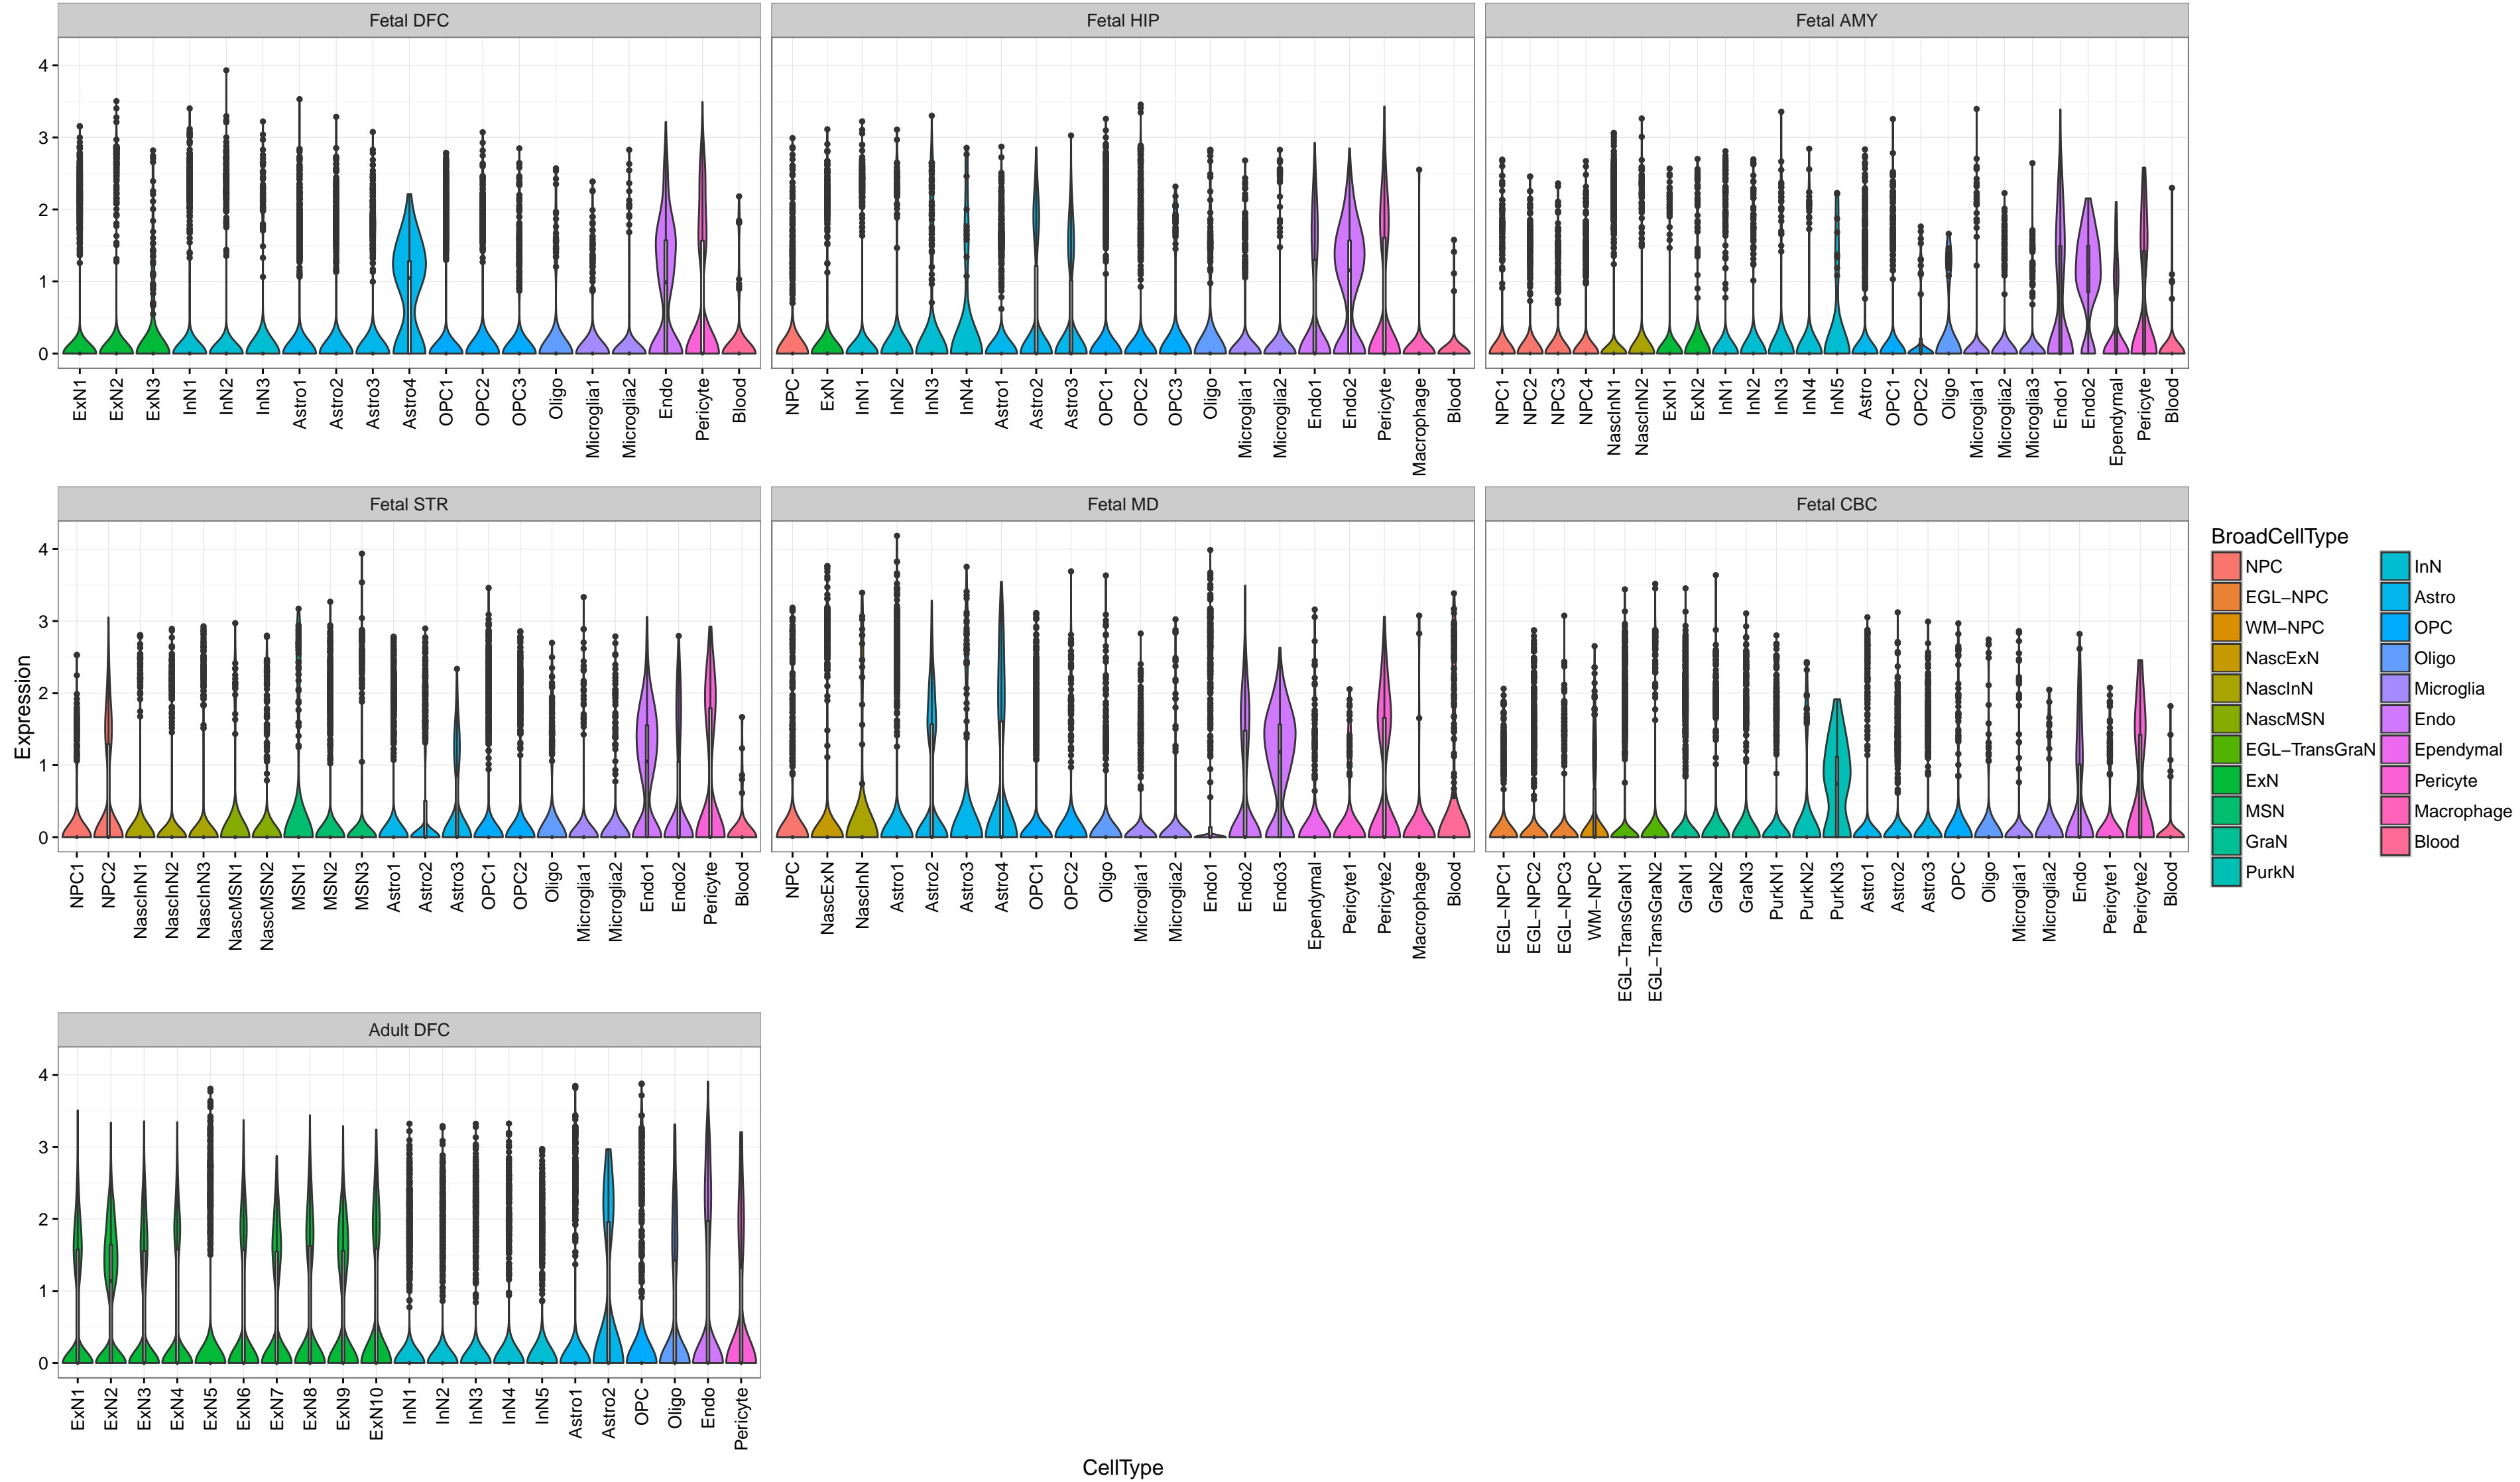 Fetal DFC Fetal HIP Fetal AMY
4
3
2
1
0
ExN1 ExN2 ExN3 InN1 InN2 InN3 Astro1 Astro2 Astro3 Astro4 OPC1 OPC2 OPC3 Oligo Microglia1 Microglia2 Endo Pericyte Blood
NPC ExN InN1 InN2 InN3 InN4 Astro1 Astro2 Astro3 OPC1 OPC2 OPC3 Oligo Microglia1 Microglia2 Endo1 Endo2 Pericyte Macrophage Blood
NPC1 NPC2 NPC3 NPC4 NascInN1 NascInN2 ExN1 ExN2 InN1 InN2 InN3 InN4 InN5 Astro OPC1 OPC2 Oligo Microglia1 Microglia2 Microglia3 Endo1 Endo2 Ependymal Pericyte Blood
Fetal STR Fetal MD Fetal CBC
4
3
2
1
0
Expression
NPC1 NPC2 NascInN1 NascInN2 NascInN3 NascMSN1 NascMSN2 MSN1 MSN2 MSN3 Astro1 Astro2 Astro3 OPC1 OPC2 Oligo Microglia1 Microglia2 Endo1 Endo2 Pericyte Blood
NPC NascExN NascInN Astro1 Astro2 Astro3 Astro4 OPC1 OPC2 Oligo Microglia1 Microglia2 Endo1 Endo2 Endo3 Ependymal Pericyte1 Pericyte2 Macrophage Blood
EGL−NPC1 EGL−NPC2 EGL−NPC3 WM−NPC EGL−TransGraN1 EGL−TransGraN2 GraN1 GraN2 GraN3 PurkN1 PurkN2 PurkN3 Astro1 Astro2 Astro3 OPC Oligo Microglia1 Microglia2 Endo Pericyte1 Pericyte2 Blood
BroadCellType
NPC InN
EGL−NPC Astro
WM−NPC OPC
NascExN Oligo
NascInN Microglia
NascMSN Endo
EGL−TransGraN Ependymal
ExN Pericyte
MSN Macrophage
GraN Blood
PurkN
Adult DFC
4
3
2
1
0
ExN1 ExN2 ExN3 ExN4 ExN5 ExN6 ExN7 ExN8 ExN9 ExN10 InN1 InN2 InN3 InN4 InN5 Astro1 Astro2 OPC Oligo Endo Pericyte
CellType